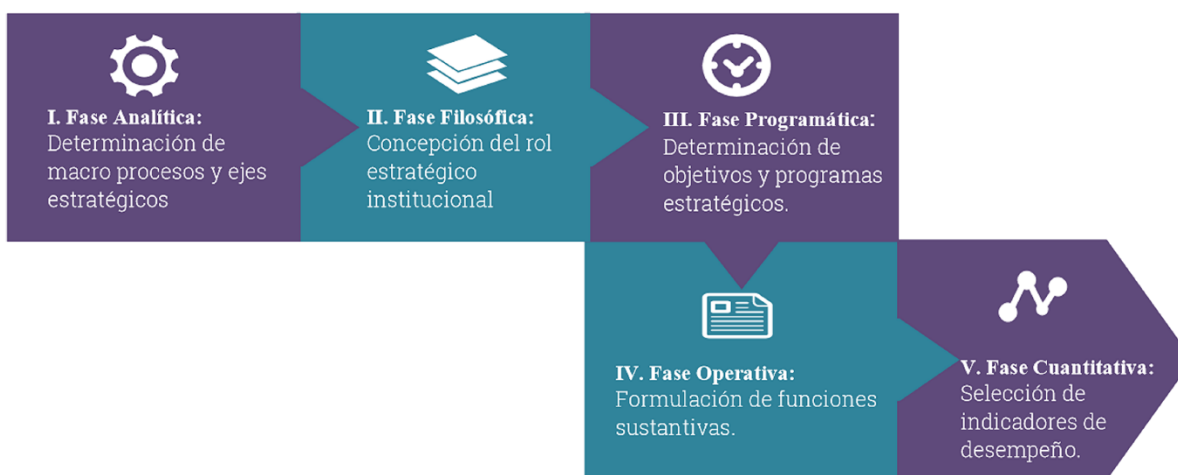 I. Fase Analítica:
Determinación de
macro procesos y ejes
estratégicos
II. Fase Filosófica:
Concepción del rol
estratégico
institucional
III. Fase Programática:
Determinación de
objetivos y programas
estratégicos.
IV. Fase Operativa:
Formulación de funciones
sustantivas.
V. Fase Cuantitativa:
Selección de
indicadores de
desempeño.